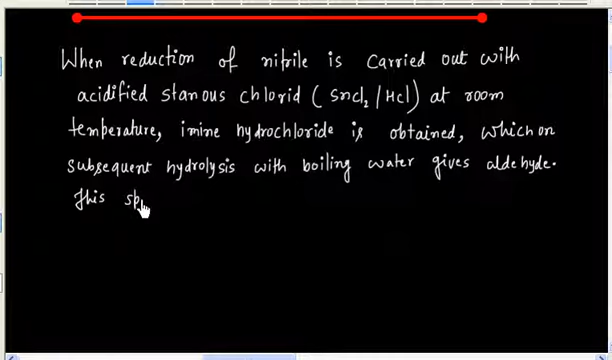 When reduction of nitrile is carried out with
acidified stanous chlorid (SnCl₂/HCl) at room
temperature, imine hydrochloride is obtained, which on
subsequent hydrolysis with boiling water gives aldehyde.
This sp